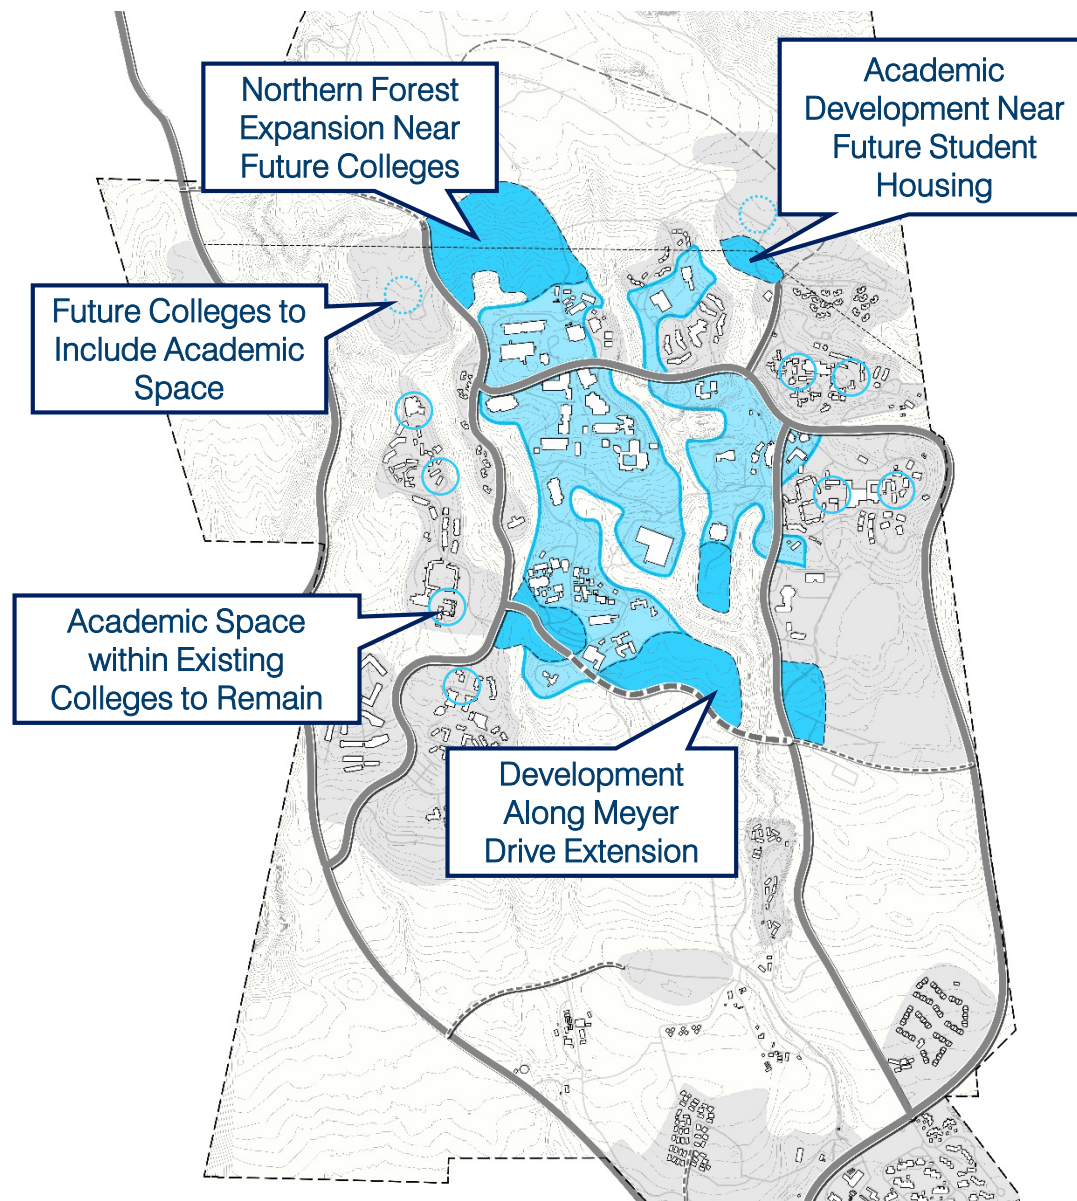 Northern Forest
Expansion Near
Future Colleges
Academic
Development Near
Future Student
Housing
Future Colleges to
Include Academic
Space
Academic Space
within Existing
Colleges to Remain
Development
Along Meyer
Drive Extension